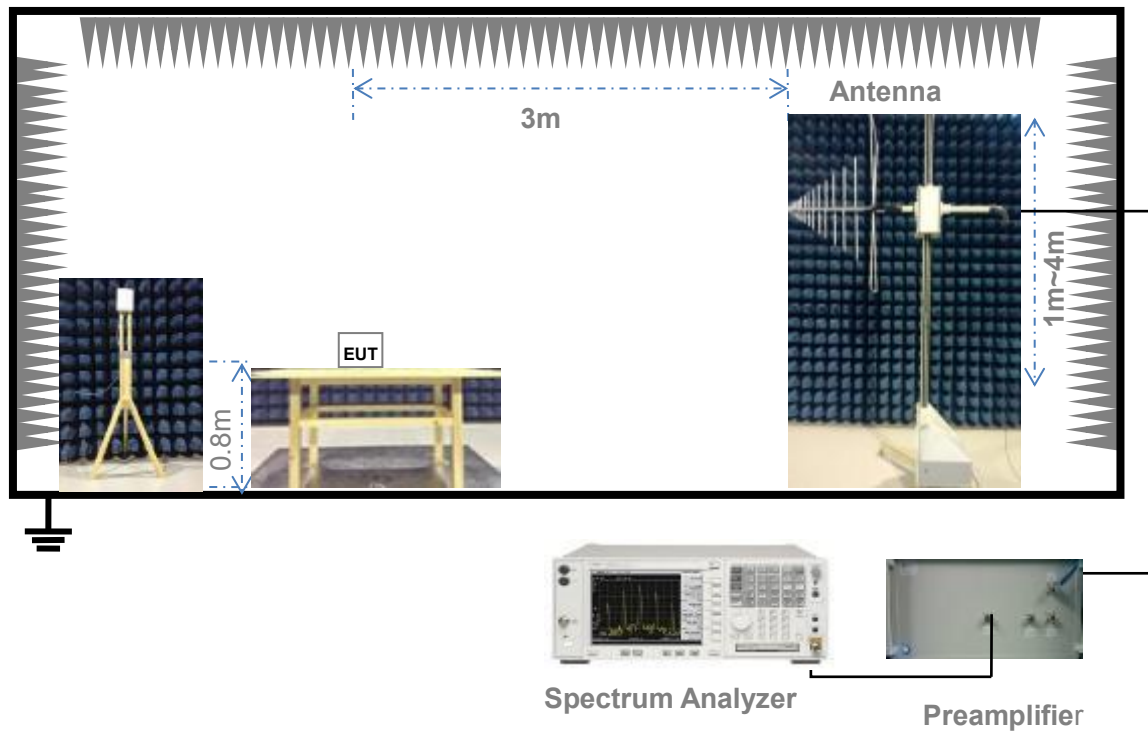 3m
Antenna
1m~4m
EUT
0.8m
Spectrum Analyzer
Preamplifier